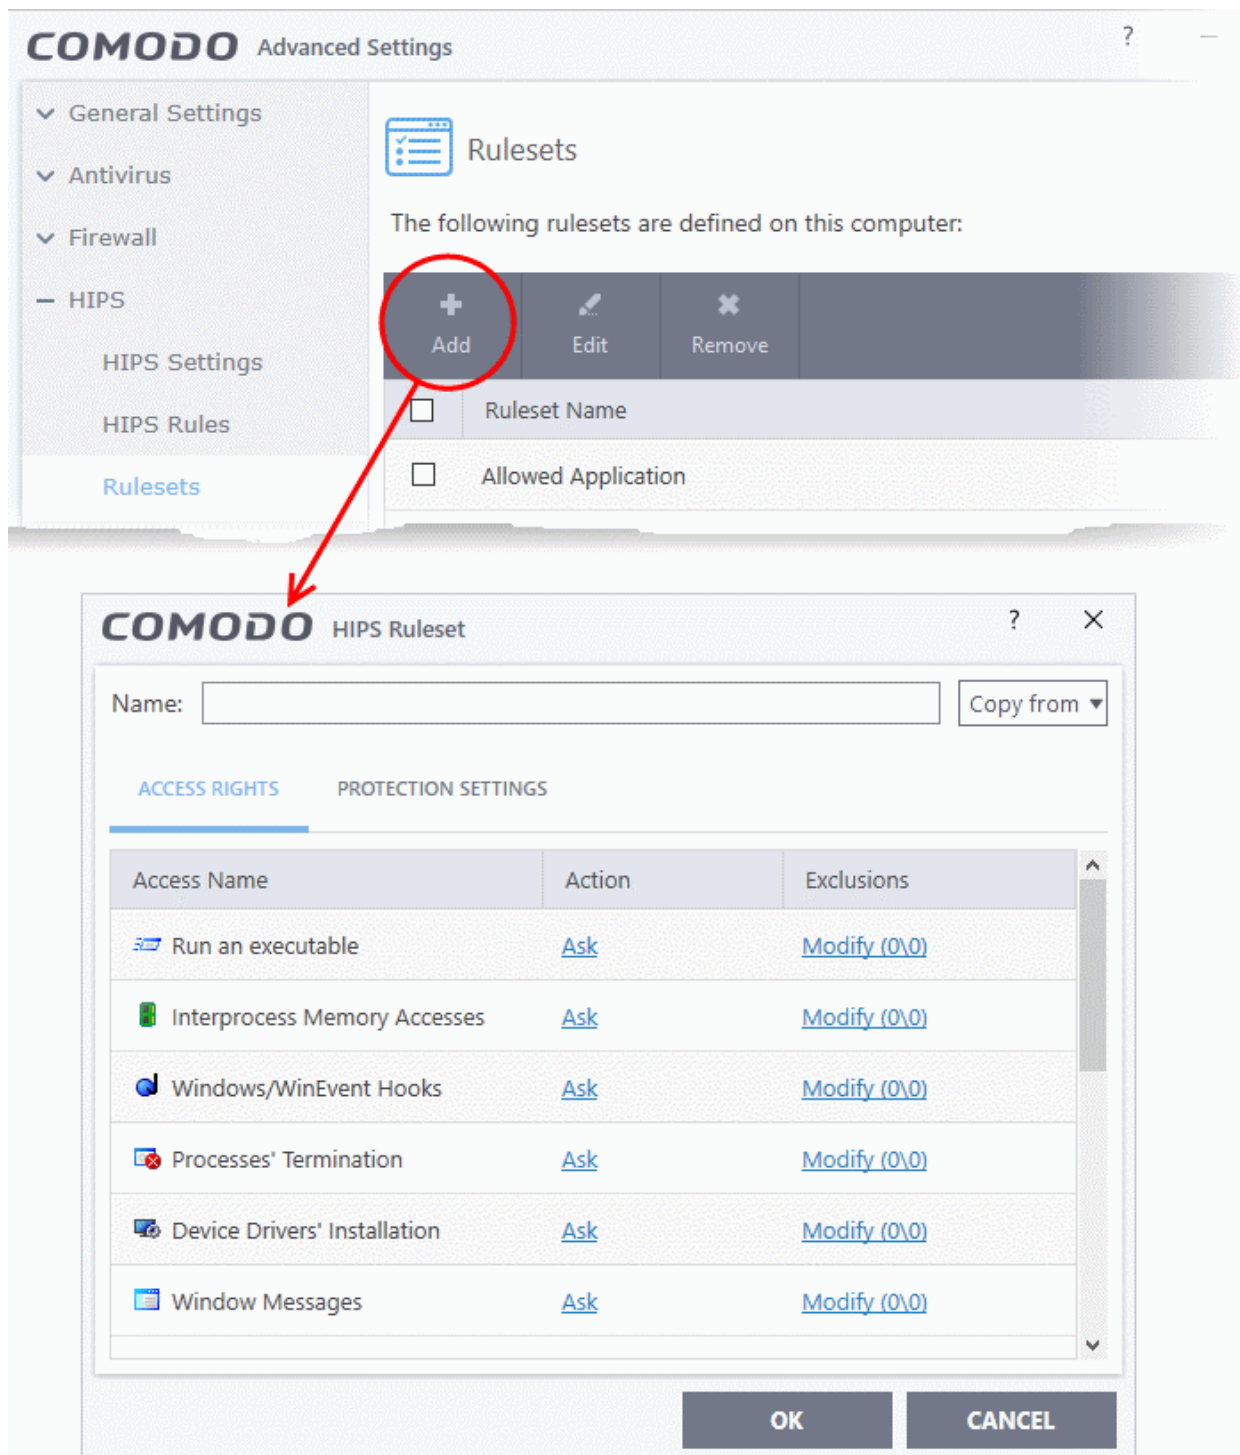 COMODO Advanced Settings ?
General Settings
Antivirus
Firewall
HIPS
HIPS Settings
HIPS Rules
Rulesets
Rulesets
The following rulesets are defined on this computer:
Add Edit Remove
Ruleset Name
Allowed Application
COMODO HIPS Ruleset ?
Name: Copy from
ACCESS RIGHTS PROTECTION SETTINGS
Access Name Action Exclusions
Run an executable Ask Modify (0\0)
Interprocess Memory Accesses Ask Modify (0\0)
Windows/WinEvent Hooks Ask Modify (0\0)
Processes' Termination Ask Modify (0\0)
Device Drivers' Installation Ask Modify (0\0)
Window Messages Ask Modify (0\0)
OK CANCEL